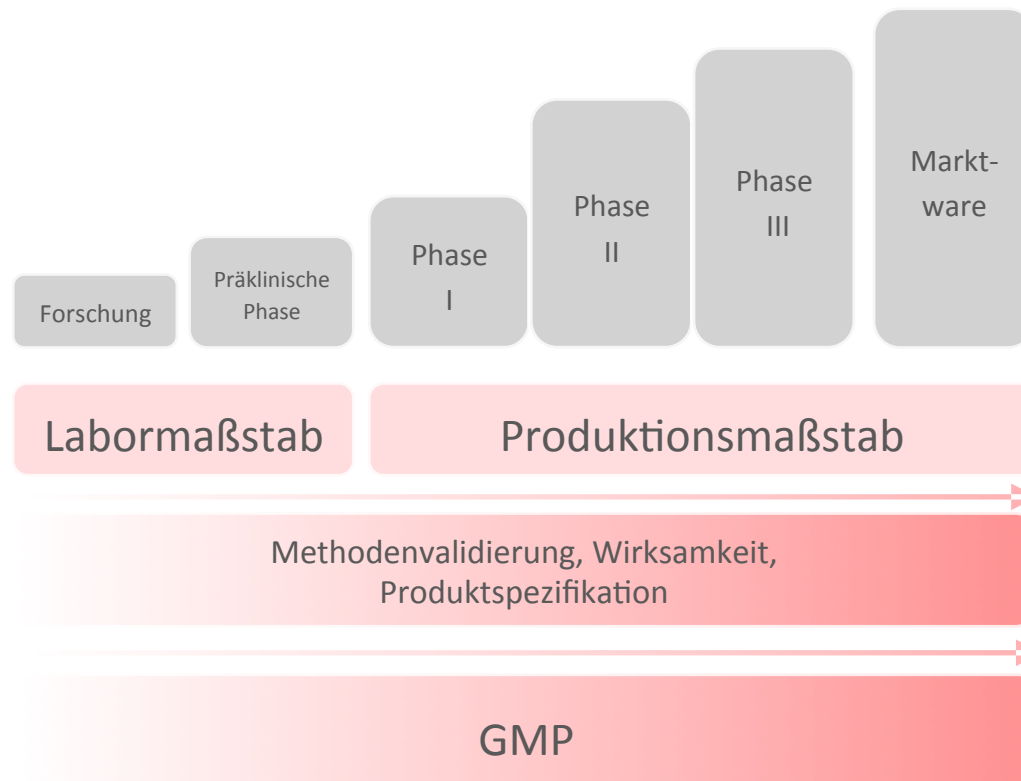 Forschung
Präklinische
Phase
Phase
I
Phase
II
Phase
III
Markt-
ware
Labormaßstab
Produktionsmaßstab
Methodenvalidierung, Wirksamkeit,
Produktspezifikation
GMP